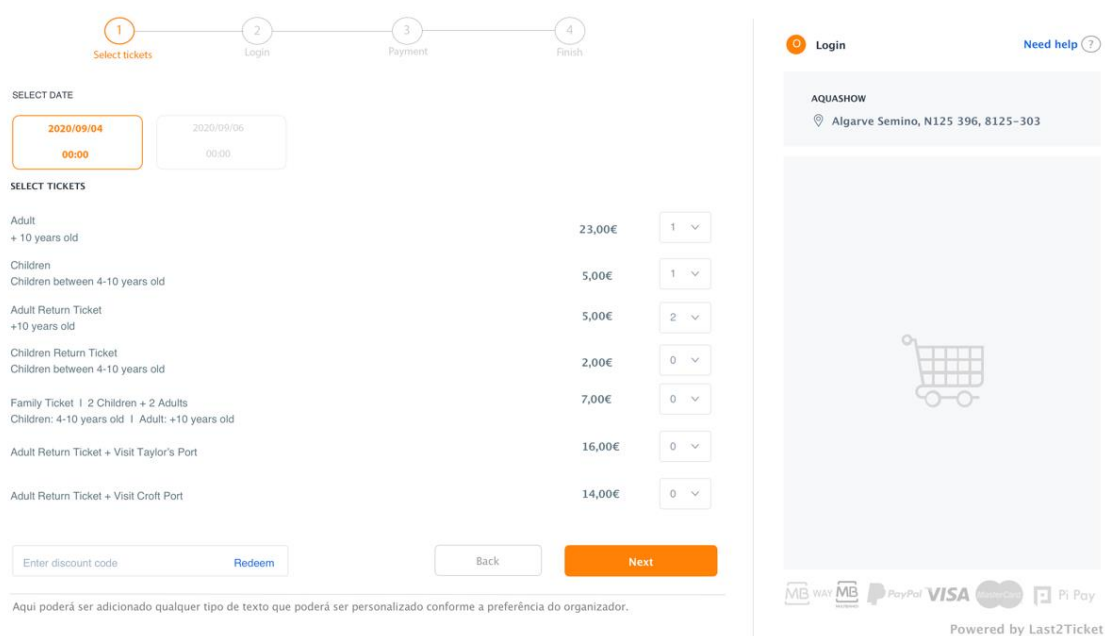 1
2
3
4
Select tickets
Login
Payment
Finish
SELECT DATE
2020/09/04
00:00
2020/09/06
00:00
SELECT TICKETS
Adult
+ 10 years old
23,00€
1
Children
Children between 4-10 years old
5,00€
1
Adult Return Ticket
+10 years old
5,00€
2
Children Return Ticket
Children between 4-10 years old
2,00€
0
Family Ticket I 2 Children + 2 Adults
Children: 4-10 years old I Adult: +10 years old
7,00€
0
Adult Return Ticket + Visit Taylor's Port
16,00€
0
Adult Return Ticket + Visit Croft Port
14,00€
0
Enter discount code
Redeem
Back
Next
Aqui poderá ser adicionado qualquer tipo de texto que poderá ser personalizado conforme a preferência do organizador.
Login
Need help ?
AQUASHOW
Algarve Semino, N125 396, 8125-303
MB WAY MB PayPal VISA MasterCard Pi Pay
Powered by Last2Ticket